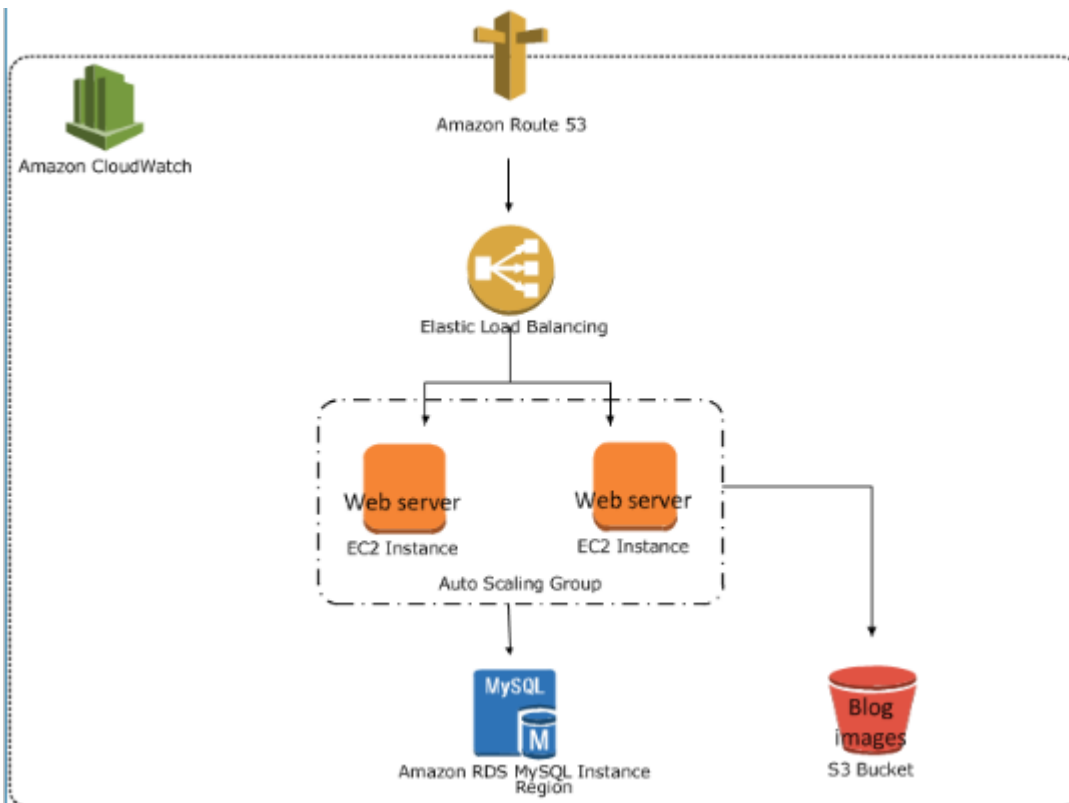 Amazon Route 53
Amazon CloudWatch
Elastic Load Balancing
Web server
EC2 Instance
Web server
EC2 Instance
Auto Scaling Group
MySQL
M
Amazon RDS MySQL Instance
Region
Blog
images
S3 Bucket